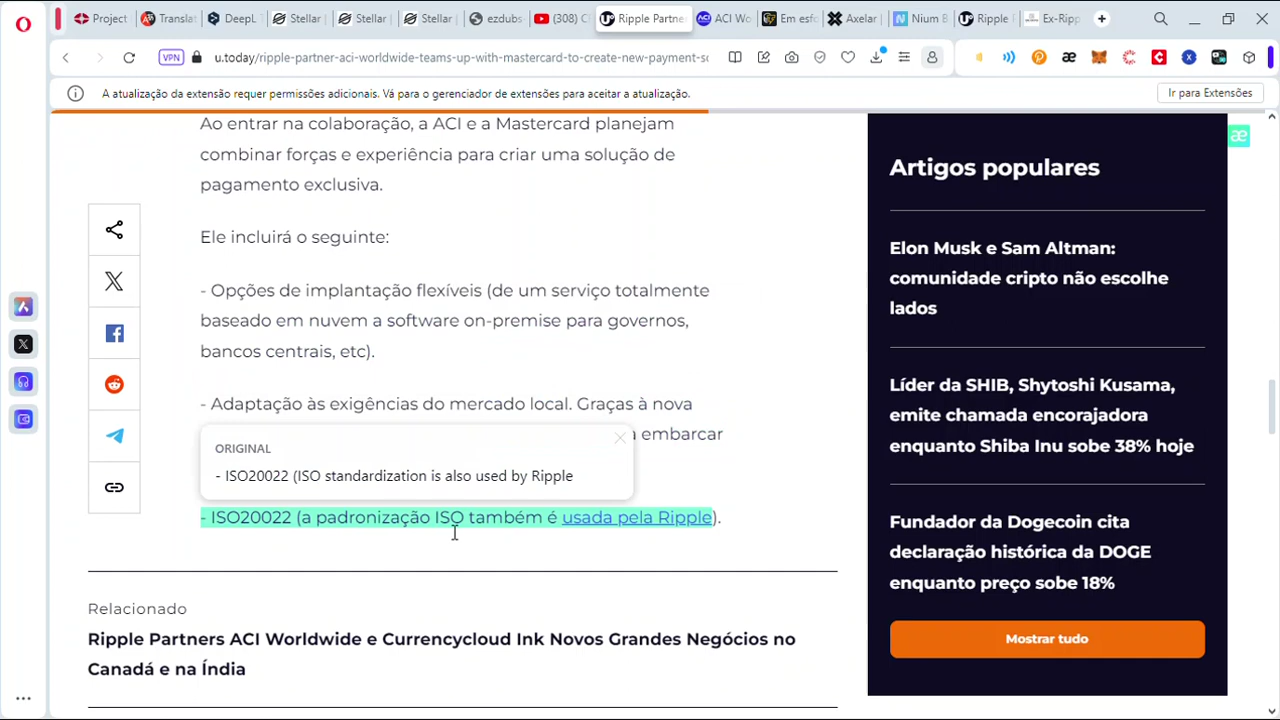 Project
Translat
DeepL T
Stellar
Stellar (
Stellar (
ezdubs
(308) C
Ripple Partne
ACI Wo
Em esfo
Axelar (
Nium B
Ripple P
Ex-Ripp
VPN
u.today/ripple-partner-aci-worldwide-teams-up-with-mastercard-to-create-new-payment-so
A atualização da extensão requer permissões adicionais. Vá para o gerenciador de extensões para aceitar a atualização.
Ir para Extensões
Ao entrar na colaboração, a ACI e a Mastercard planejam
combinar forças e experiência para criar uma solução de
pagamento exclusiva.
Ele incluirá o seguinte:
- Opções de implantação flexíveis (de um serviço totalmente
baseado em nuvem a software on-premise para governos,
bancos centrais, etc).
- Adaptação às exigências do mercado local. Graças à nova
a embarcar
ORIGINAL
- ISO20022 (ISO standardization is also used by Ripple
- ISO20022 (a padronização ISO também é usada pela Ripple).
Relacionado
Ripple Partners ACI Worldwide e Currencycloud Ink Novos Grandes Negócios no
Canadá e na Índia
æ
Artigos populares
Elon Musk e Sam Altman:
comunidade cripto não escolhe
lados
Líder da SHIB, Shytoshi Kusama,
emite chamada encorajadora
enquanto Shiba Inu sobe 38% hoje
Fundador da Dogecoin cita
declaração histórica da DOGE
enquanto preço sobe 18%
Mostrar tudo